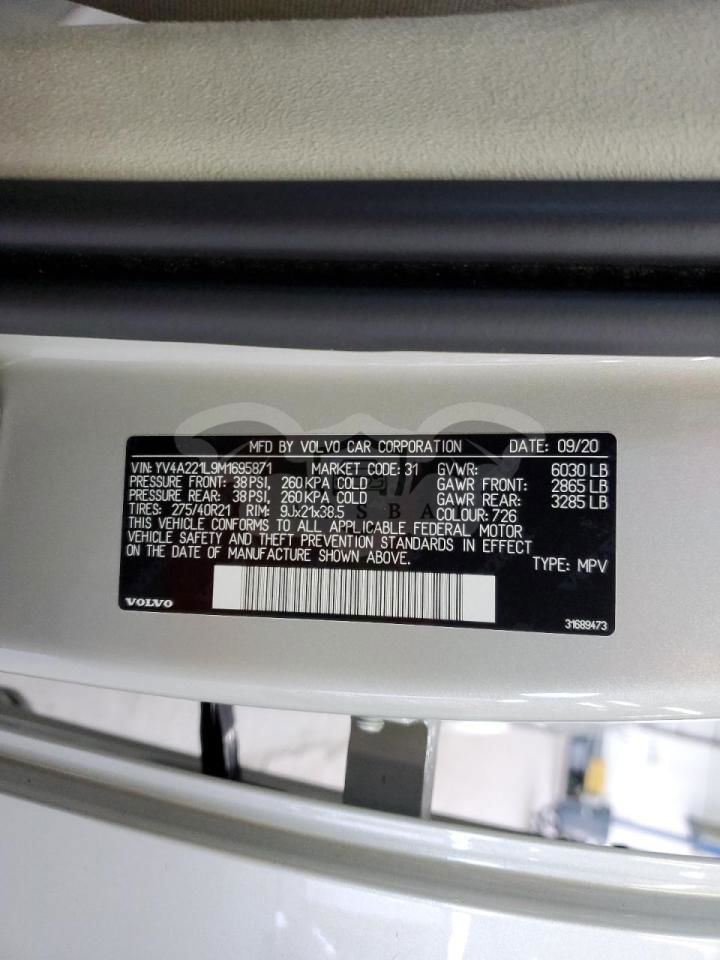 MFD BY VOLVO CAR CORPORATION DATE: 09/20
VIN: YV4A221L9M1695871 MARKET CODE: 31 GVWR: 6030 LB
PRESSURE FRONT: 38 PSI, 260 KPA COLD GAWR FRONT: 2865 LB
PRESSURE REAR: 38 PSI, 260 KPA COLD GAWR REAR: 3285 LB
TIRES: 275/40R21 RIM: 9Jx21x38.5 COLOUR: 726
THIS VEHICLE CONFORMS TO ALL APPLICABLE FEDERAL MOTOR
VEHICLE SAFETY AND THEFT PREVENTION STANDARDS IN EFFECT
ON THE DATE OF MANUFACTURE SHOWN ABOVE.
TYPE: MPV
VOLVO
31689473